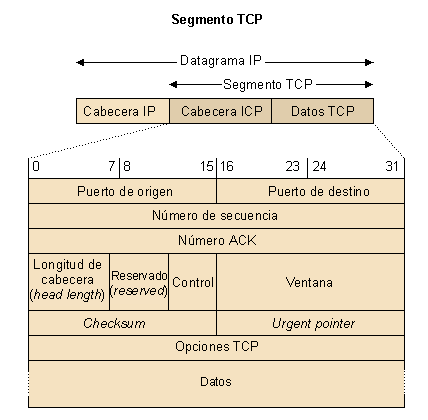 Segmento TCP
Datagrama IP
Segmento TCP
Cabecera IP Cabecera ICP Datos TCP
0 7 8 15 16 23 24 31
Puerto de origen Puerto de destino
Número de secuencia
Número ACK
Longitud de cabecera (head length) Reservado (reserved) Control Ventana
Checksum Urgent pointer
Opciones TCP
Datos